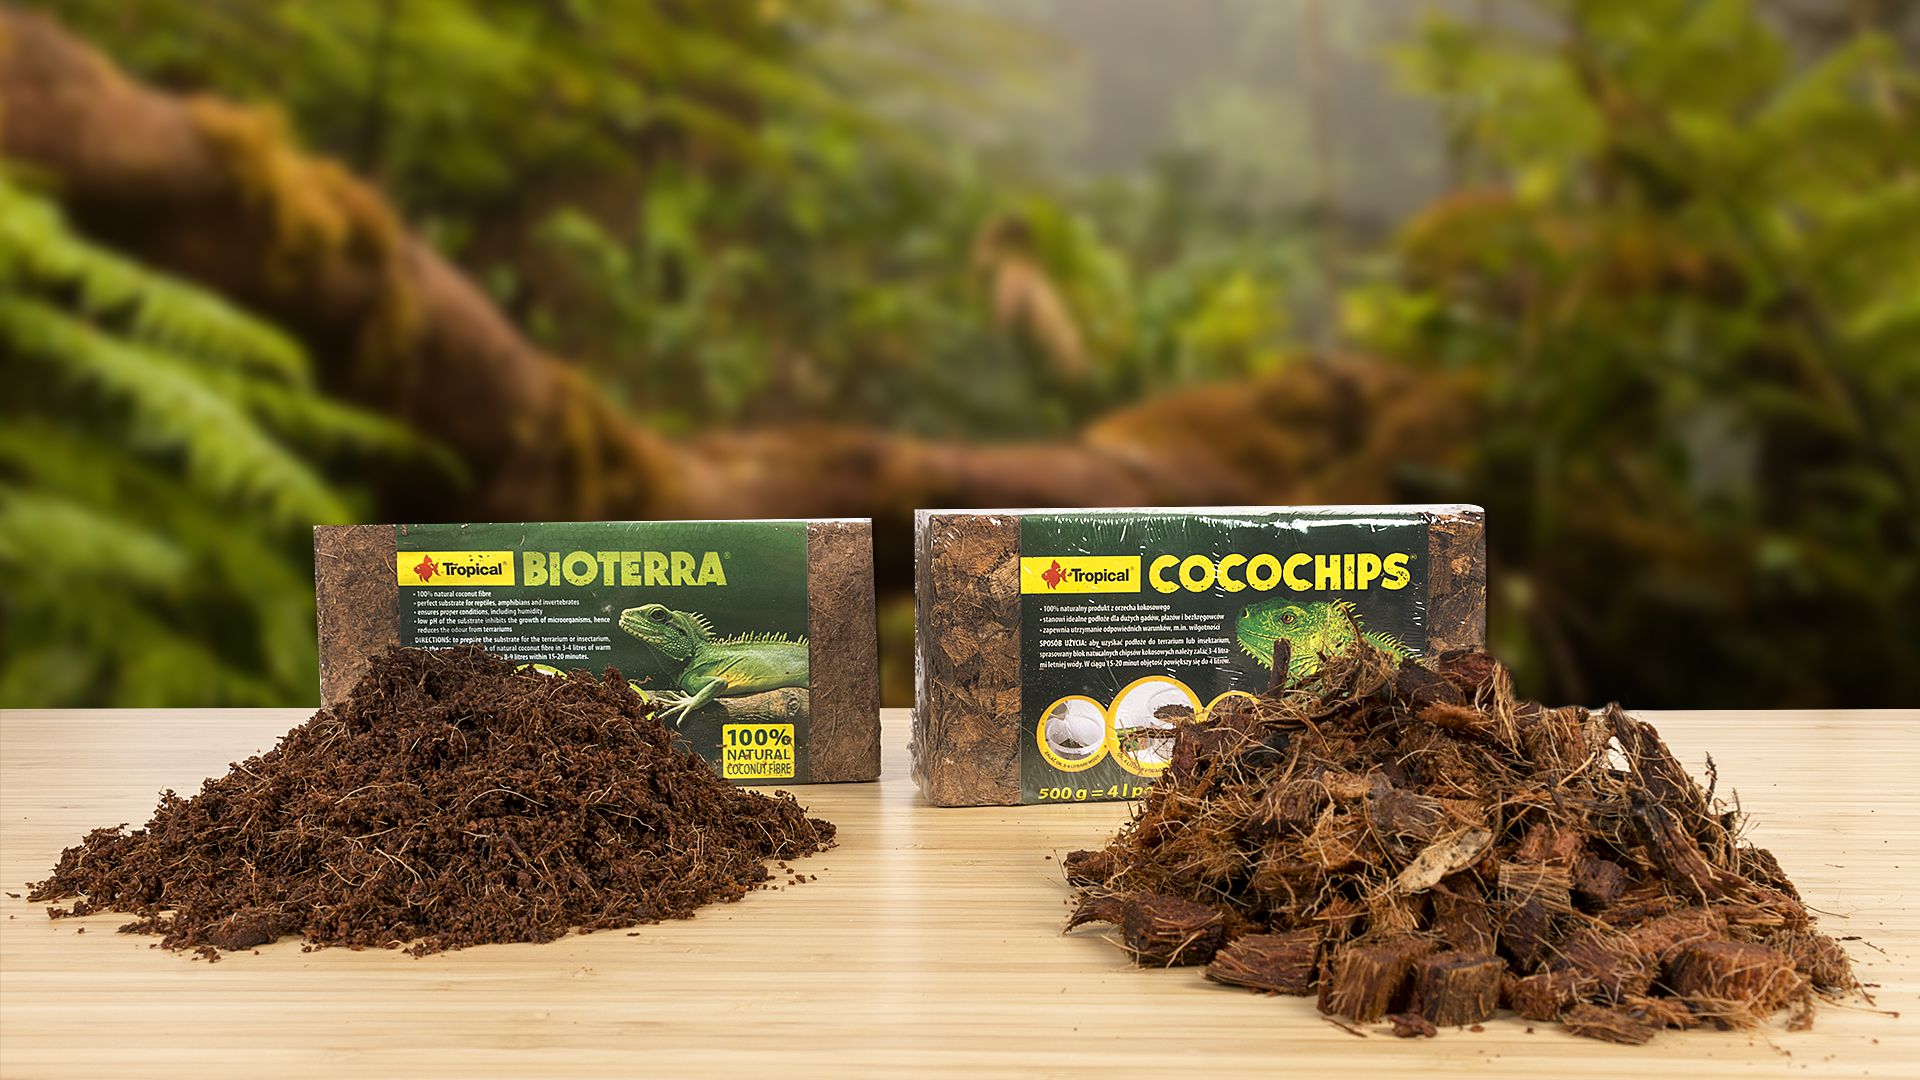 Tropical®
BIOTERRA®
• 100% natural coconut fibre
• perfect substrate for reptiles, amphibians and invertebrates
• ensures proper conditions, including humidity
• low pH of the substrate inhibits the growth of microorganisms, hence
reduces the odour from terrariums
DIRECTIONS: to prepare the substrate for the terrarium or insectarium,
of natural coconut fibre in 3-4 litres of warm
8-9 litres within 15-20 minutes.
100%
NATURAL
COCONUT FIBRE
Tropical®
COCOCHIPS®
• 100% naturalny produkt z orzecha kokosowego
• stanowi idealne podłoże dla dużych gadów, płazów i bezkręgowców
• zapewnia utrzymanie odpowiednich warunków, m.in. wilgotności
SPOSÓB UŻYCIA: aby uzyskać podłoże do terrarium lub insektarium,
sprasowany blok naturalnych chipsów kokosowych należy zalać 3-4 litra-
mi letniej wody. W ciągu 15-20 minut objętość powiększy się do 4 litrów.
500 g = 4 l po